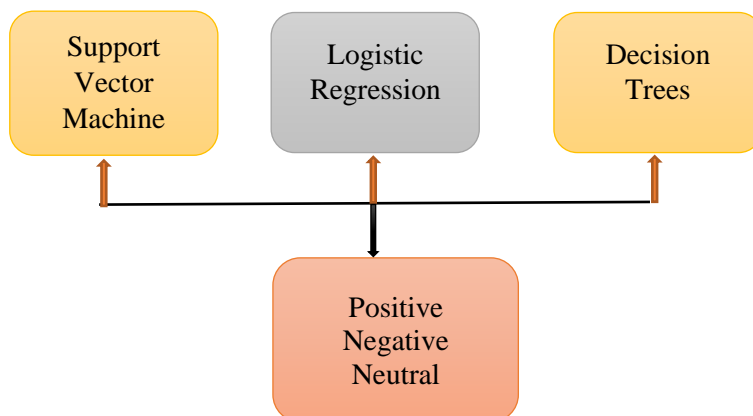 Support
Vector
Machine
Logistic
Regression
Decision
Trees
Positive
Negative
Neutral